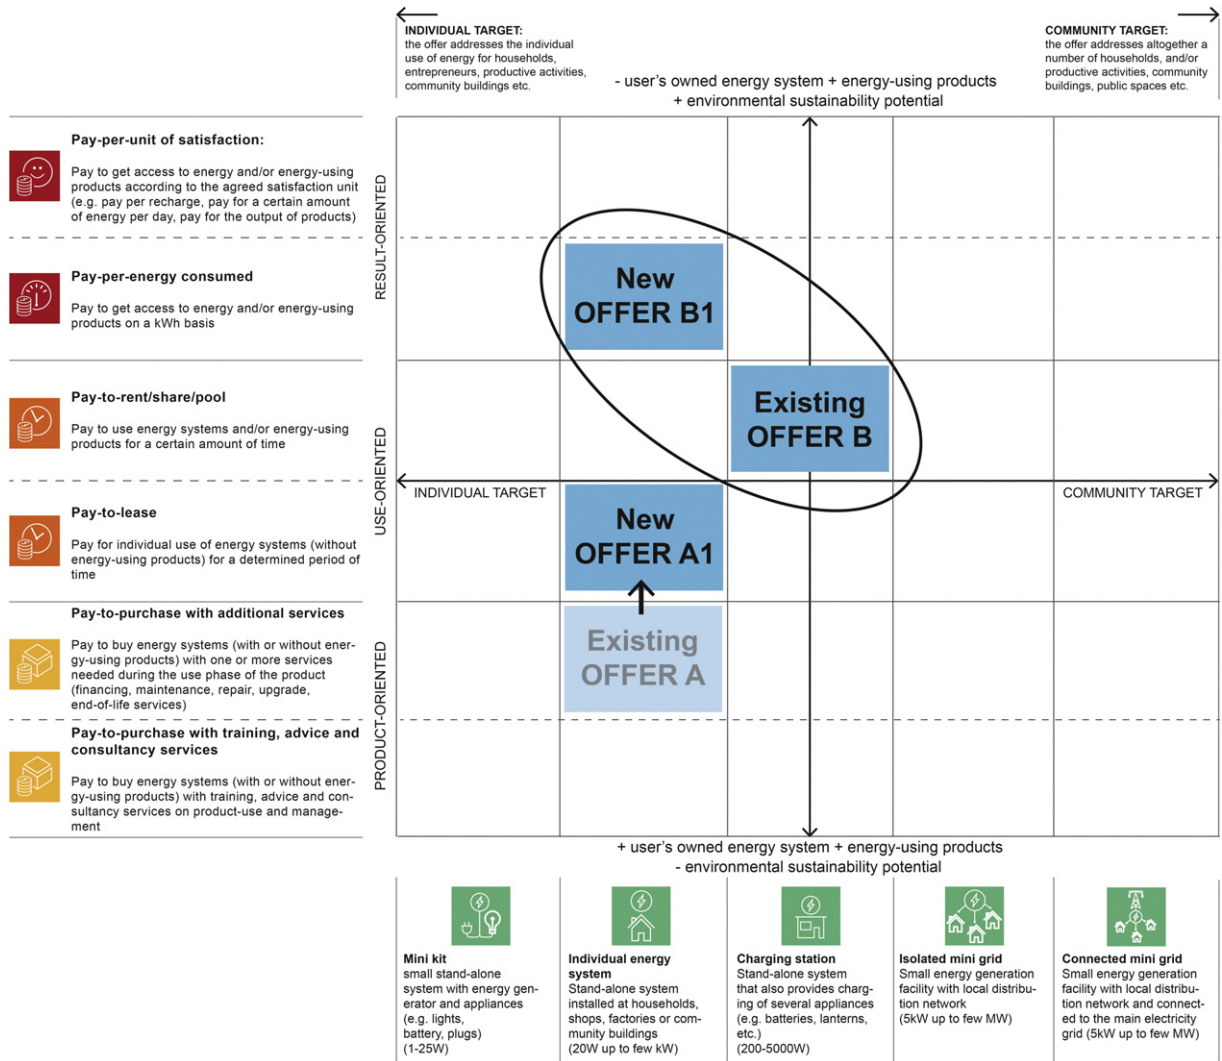 INDIVIDUAL TARGET:
the offer addresses the individual
use of energy for households,
entrepreneurs, productive activities,
community buildings etc.
COMMUNITY TARGET:
the offer addresses altogether a
number of households, and/or
productive activities, community
buildings, public spaces etc.
- user's owned energy system + energy-using products
+ environmental sustainability potential
Pay-per-unit of satisfaction:
Pay to get access to energy and/or energy-using
products according to the agreed satisfaction unit
(e.g. pay per recharge, pay for a certain amount
of energy per day, pay for the output of products)
Pay-per-energy consumed
Pay to get access to energy and/or energy-using
products on a kWh basis
Pay-to-rent/share/pool
Pay to use energy systems and/or energy-using
products for a certain amount of time
Pay-to-lease
Pay for individual use of energy systems (without
energy-using products) for a determined period of
time
Pay-to-purchase with additional services
Pay to buy energy systems (with or without ener-
gy-using products) with one or more services
needed during the use phase of the product
(financing, maintenance, repair, upgrade,
end-of-life services)
Pay-to-purchase with training, advice and
consultancy services
Pay to buy energy systems (with or without ener-
gy-using products) with training, advice and con-
sultancy services on product-use and manage-
ment
RESULT-ORIENTED
USE-ORIENTED
PRODUCT-ORIENTED
New
OFFER B1
Existing
OFFER B
INDIVIDUAL TARGET
COMMUNITY TARGET
New
OFFER A1
Existing
OFFER A
+ user's owned energy system + energy-using products
- environmental sustainability potential
Mini kit
small stand-alone
system with energy gen-
erator and appliances
(e.g. lights,
battery, plugs)
(1-25W)
Individual energy
system
Stand-alone system
installed at households,
shops, factories or com-
munity buildings
(20W up to few kW)
Charging station
Stand-alone system
that also provides charg-
ing of several appliances
(e.g. batteries, lanterns,
etc.)
(200-5000W)
Isolated mini grid
Small energy generation
facility with local distribu-
tion network
(5kW up to few MW)
Connected mini grid
Small energy generation
facility with local distribu-
tion network and connect-
ed to the main electricity
grid (5kW up to few MW)